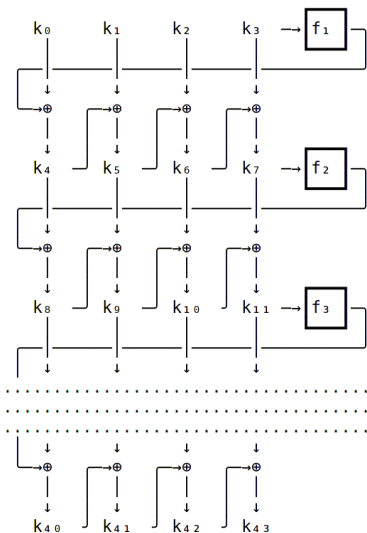 k₀ k₁ k₂ k₃ → f₁
↓ ↓ ↓ ↓
→⊕ →⊕ →⊕ →⊕
↓ ↓ ↓ ↓
k₄ k₅ k₆ k₇ → f₂
↓ ↓ ↓ ↓
→⊕ →⊕ →⊕ →⊕
↓ ↓ ↓ ↓
k₈ k₉ k₁₀ k₁₁ → f₃
↓ ↓ ↓ ↓
↓ ↓ ↓ ↓
→⊕ →⊕ →⊕ →⊕
↓ ↓ ↓ ↓
k₄₀ k₄₁ k₄₂ k₄₃